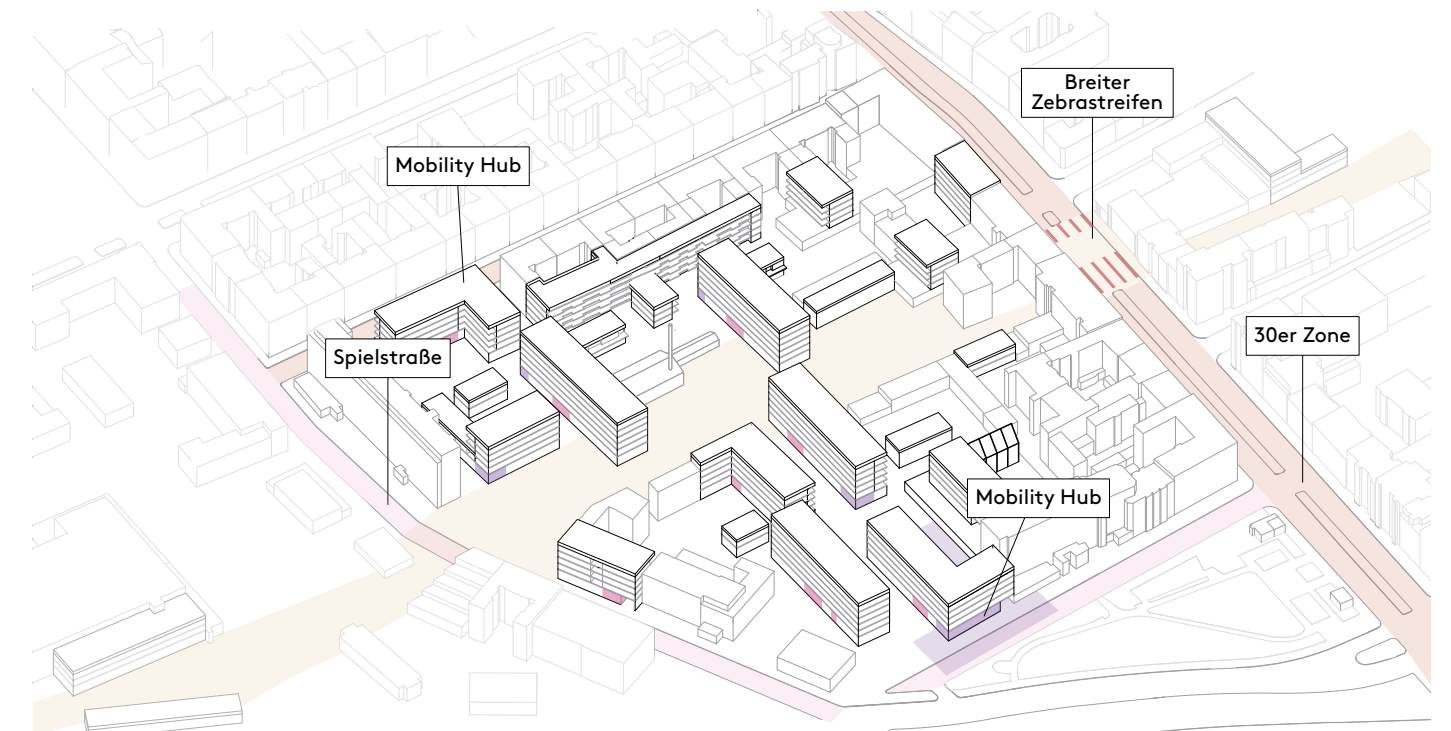 Breiter
Zebrastreifen
Mobility Hub
30er Zone
Spielstraße
Mobility Hub